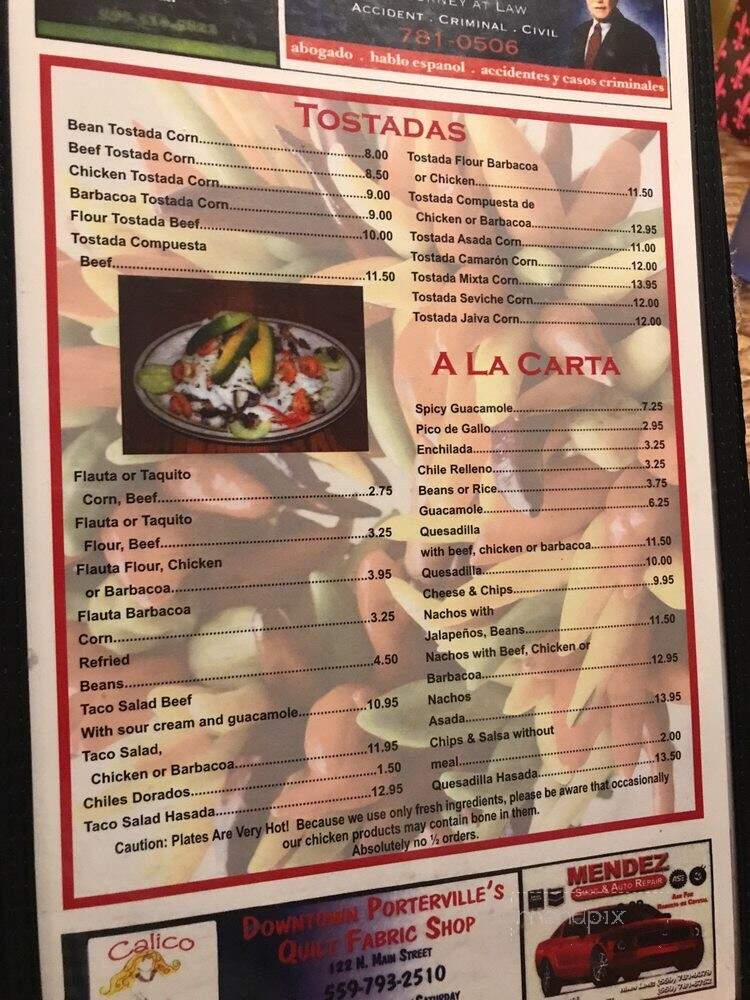 ACCIDENT . CRIMINAL . CIVIL
781-0506
abogado . hablo espanol . accidentes y casos criminales
TOSTADAS
Bean Tostada Corn..........8.00
Beef Tostada Corn..........8.50
Chicken Tostada Corn..........9.00
Barbacoa Tostada Corn..........9.00
Flour Tostada Beef..........10.00
Tostada Compuesta
Beef..........11.50
Tostada Flour Barbacoa
or Chicken..........11.50
Tostada Compuesta de
Chicken or Barbacoa..........12.95
Tostada Asada Corn..........11.00
Tostada Camarón Corn..........12.00
Tostada Mixta Corn..........13.95
Tostada Seviche Corn..........12.00
Tostada Jaiva Corn..........12.00
Flauta or Taquito
Corn, Beef..........2.75
Flauta or Taquito
Flour, Beef..........3.25
Flauta Flour, Chicken
or Barbacoa..........3.95
Flauta Barbacoa
Corn..........3.25
Refried
Beans..........4.50
Taco Salad Beef
With sour cream and guacamole..........10.95
Taco Salad,
Chicken or Barbacoa..........11.95
Chiles Dorados..........1.50
Taco Salad Hasada..........12.95
A LA CARTA
Spicy Guacamole..........7.25
Pico de Gallo..........2.95
Enchilada..........3.25
Chile Relleno..........3.25
Beans or Rice..........3.75
Guacamole..........6.25
Quesadilla
with beef, chicken or barbacoa..........11.50
Quesadilla..........10.00
Cheese & Chips..........9.95
Nachos with
Jalapeños, Beans..........11.50
Nachos with Beef, Chicken or
Barbacoa..........12.95
Nachos
Asada..........13.95
Chips & Salsa without
meal..........2.00
Quesadilla Hasada..........13.50
Caution: Plates Are Very Hot! Because we use only fresh ingredients, please be aware that occasionally
our chicken products may contain bone in them.
Absolutely no ½ orders.
Calico
DOWNTOWN PORTERVILLE'S
QUILT FABRIC SHOP
122 N. MAIN STREET
559-793-2510
SATURDAY
MENDEZ
SMOG & AUTO REPAIR
ASE
menupix